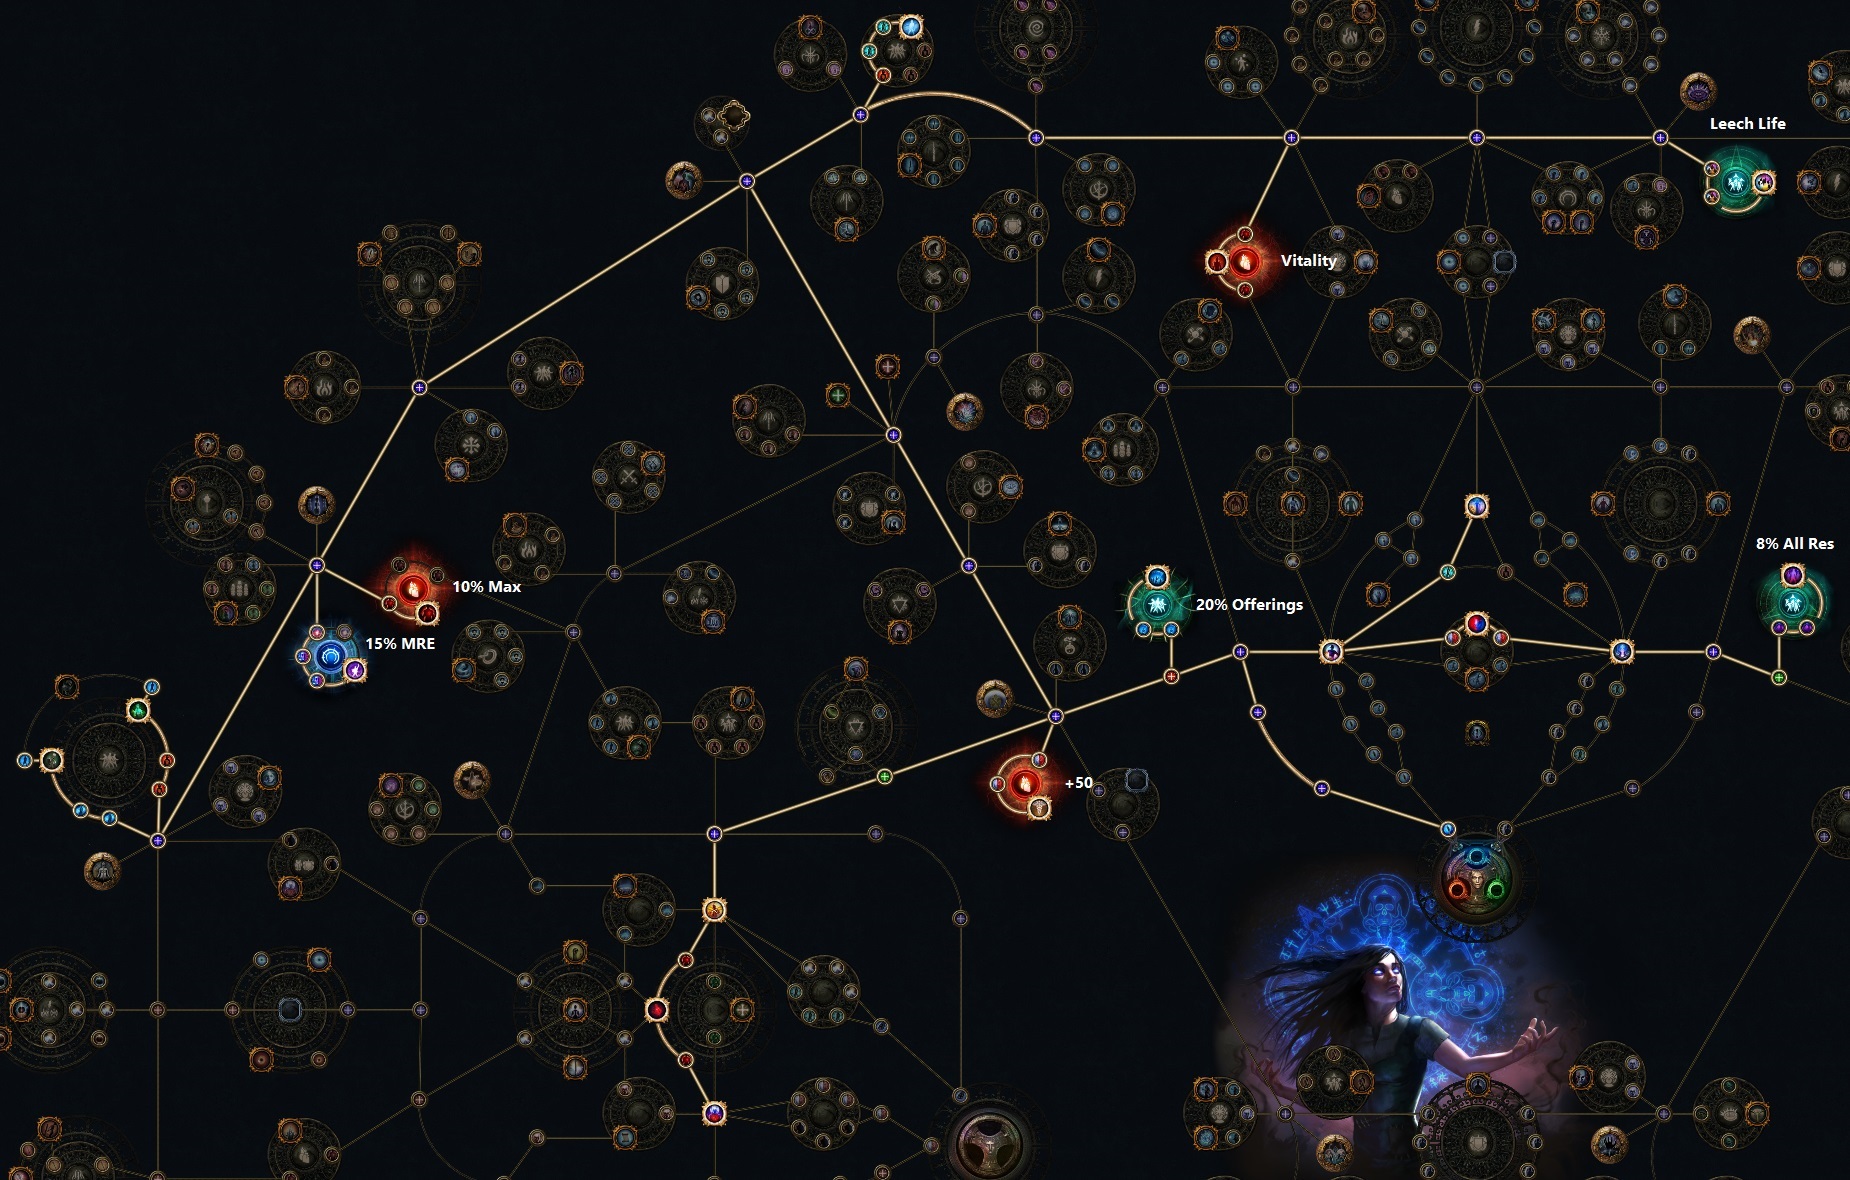 Leech Life
Vitality
8% All Res
10% Max
20% Offerings
15% MRE
+50